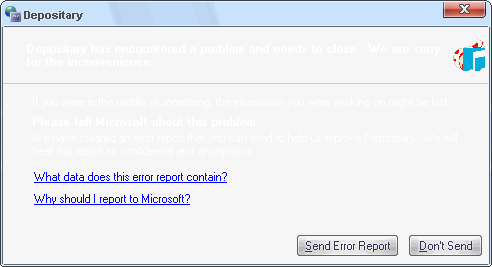 Depositary
Depositary has encountered a problem and needs to close. We are sorry
for the inconvenience.
If you were in the middle of something, the information you were working on might be lost.
Please tell Microsoft about this problem.
We have created an error report that you can send to help us improve Depositary. We will
treat this report as confidential and anonymous.
What data does this error report contain?
Why should I report to Microsoft?
Send Error Report Don't Send